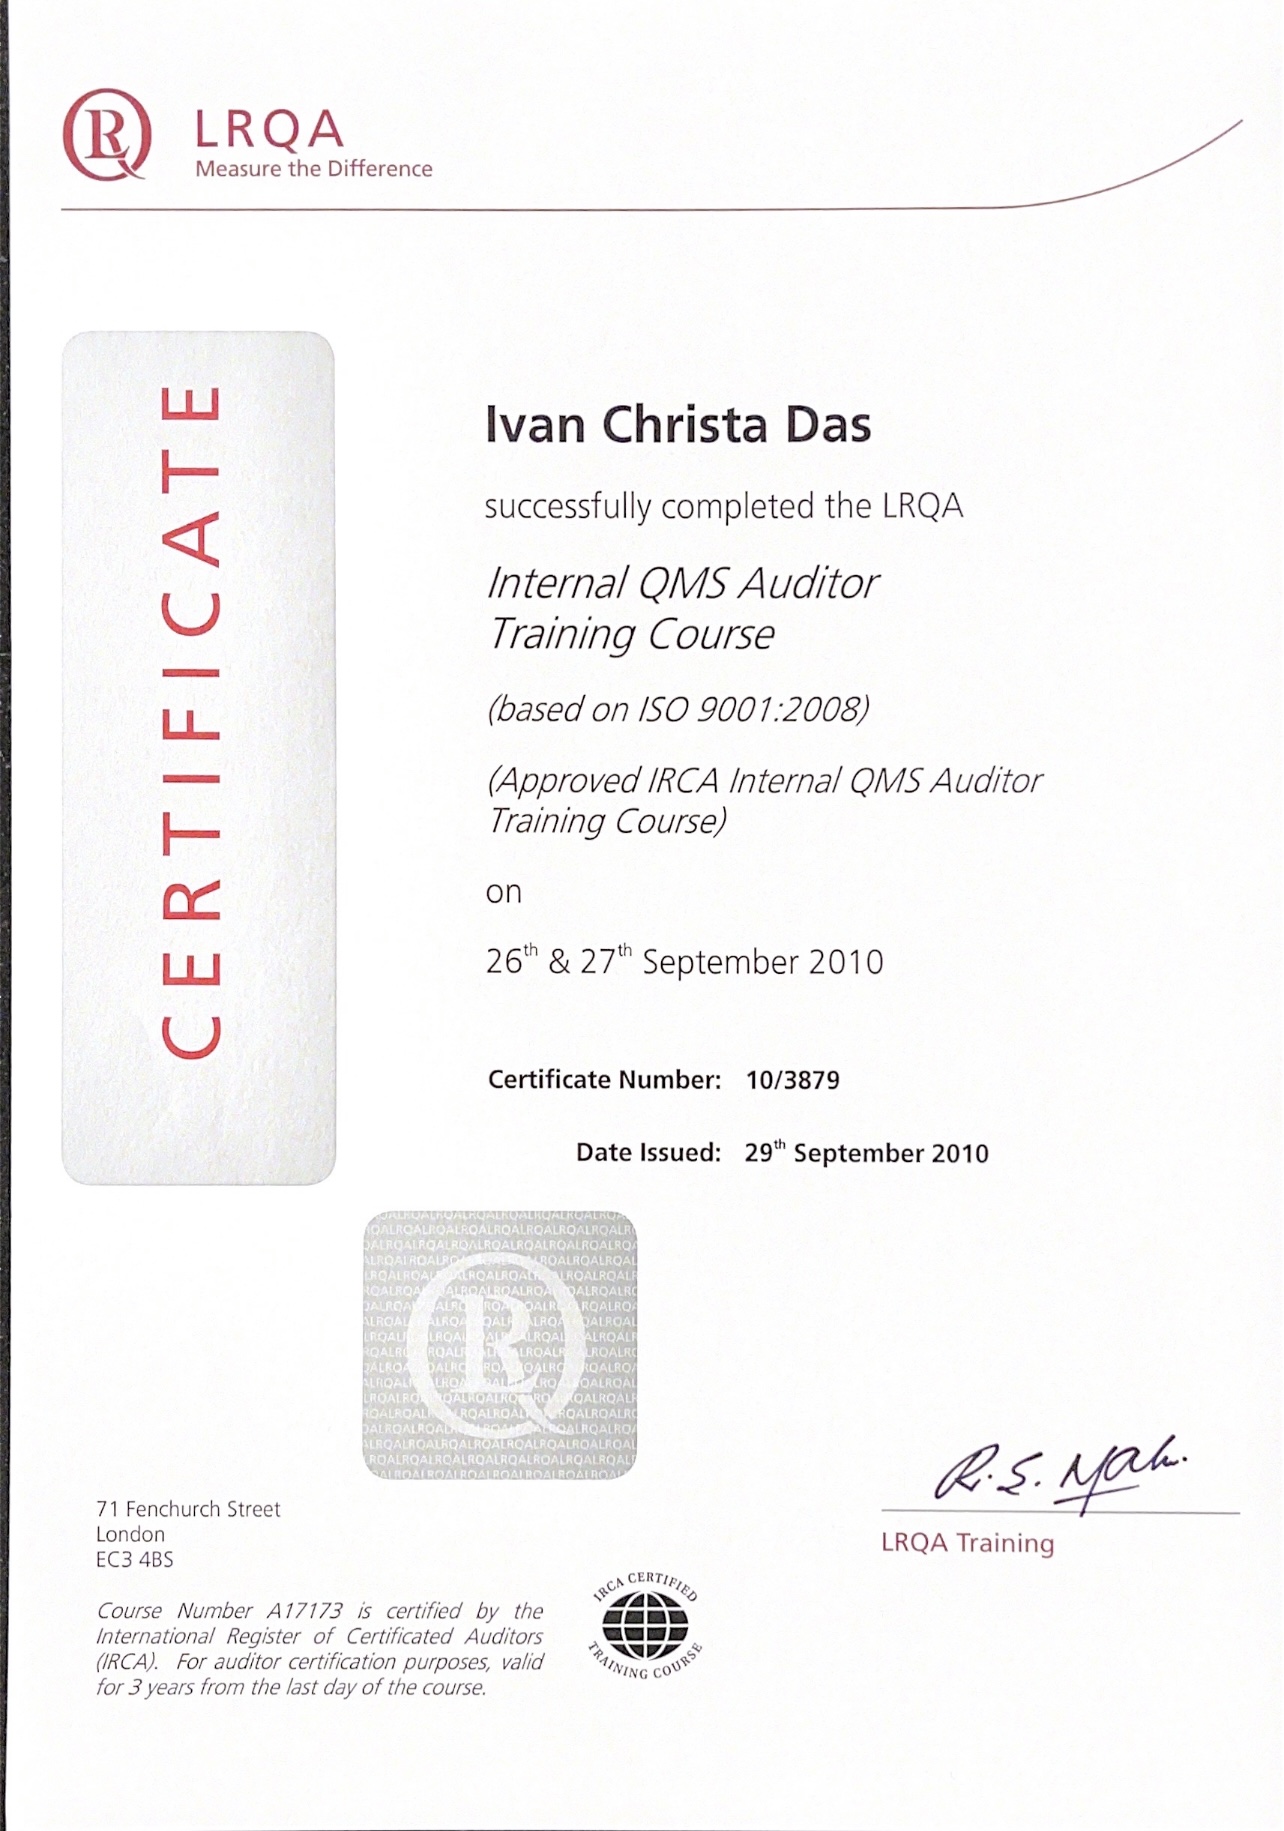 LRQA
Measure the Difference
CERTIFICATE
Ivan Christa Das
successfully completed the LRQA
Internal QMS Auditor
Training Course
(based on ISO 9001:2008)
(Approved IRCA Internal QMS Auditor
Training Course)
on
26th & 27th September 2010
Certificate Number: 10/3879
Date Issued: 29th September 2010
R. S.
LRQA Training
71 Fenchurch Street
London
EC3 4BS
Course Number A17173 is certified by the
International Register of Certificated Auditors
(IRCA). For auditor certification purposes, valid
for 3 years from the last day of the course.
IRCA CERTIFIED
TRAINING COURSE